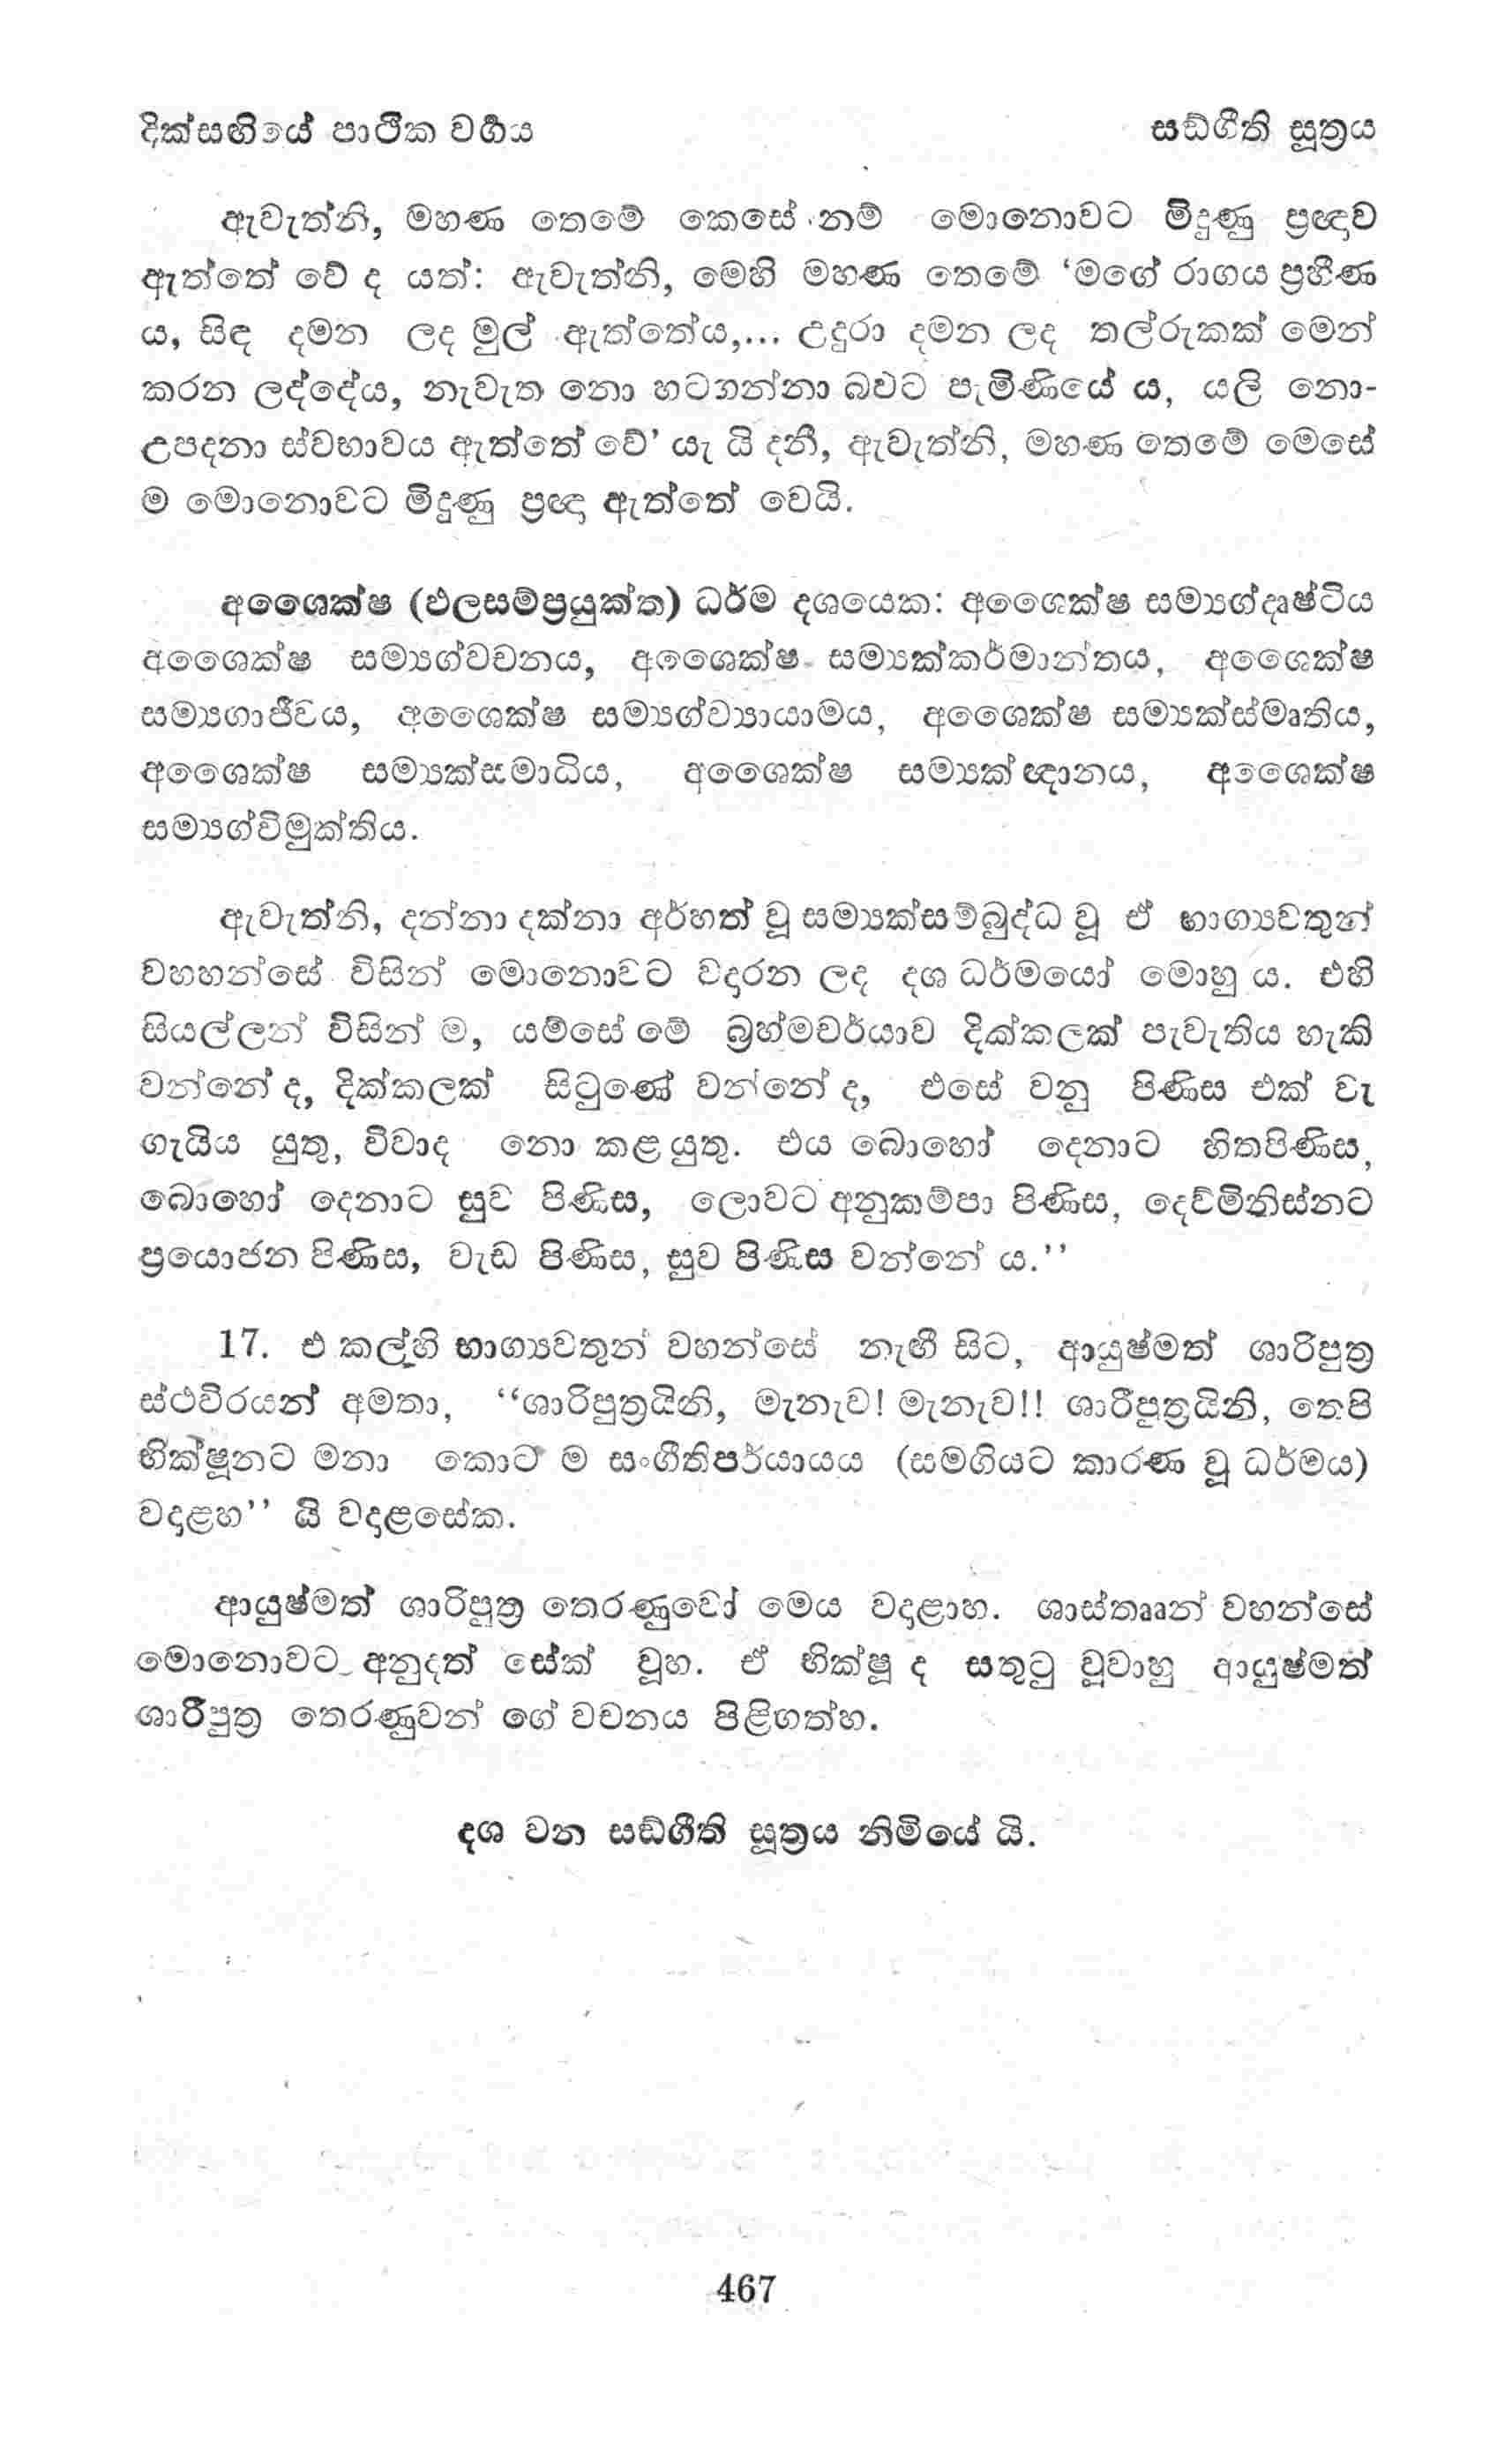 දික්සඟියේ පාථික වර්‍ගය
සඞ්ගීති සූත්‍රය
ඇවැත්නි, මහණ තෙමේ කෙසේ නම් මොනොවට මිදුණු ප්‍රඥාව
ඇත්තේ වේ ද යත්: ඇවැත්නි, මෙහි මහණ තෙමේ ‘මගේ රාගය ප්‍රහීණ
ය, සිඳ දමන ලද මුල් ඇත්තේය,... උදුරා දමන ලද තල්රුකක් මෙන්
කරන ලද්දේය, නැවැත නො හටගන්නා බවට පැමිණියේ ය, යලි නො-
උපදනා ස්වභාවය ඇත්තේ වේ’ යැ යි දනී, ඇවැත්නි, මහණ තෙමේ මෙසේ
ම මොනොවට මිදුණු ප්‍රඥා ඇත්තේ වෙයි.
අශෛක්ෂ (ඵලසම්ප්‍රයුක්ත) ධර්ම දශයෙක: අශෛක්ෂ සම්‍යග්දෘෂ්ටිය
අශෛක්ෂ සම්‍යග්වචනය, අශෛක්ෂ සම්‍යක්කර්මාන්තය, අශෛක්ෂ
සම්‍යගාජීවය, අශෛක්ෂ සම්‍යග්ව්‍යායාමය, අශෛක්ෂ සම්‍යක්ස්මෘතිය,
අශෛක්ෂ සම්‍යක්සමාධිය, අශෛක්ෂ සම්‍යක් ඥානය, අශෛක්ෂ
සම්‍යග්විමුක්තිය.
ඇවැත්නි, දන්නා දක්නා අර්හත් වූ සම්‍යක්සම්බුද්ධ වූ ඒ භාග්‍යවතුන්
වහහන්සේ විසින් මොනොවට වදාරන ලද දශ ධර්මයෝ මොහු ය. එහි
සියල්ලන් විසින් ම, යම්සේ මේ බ්‍රහ්මචර්යාව දික්කලක් පැවැතිය හැකි
වන්නේ ද, දික්කලක් සිටුණේ වන්නේ ද, එසේ වනු පිණිස එක් වැ
ගැයිය යුතු, විවාද නො කළ යුතු. එය බොහෝ දෙනාට හිතපිණිස,
බොහෝ දෙනාට සුව පිණිස, ලොවට අනුකම්පා පිණිස, දෙව්මිනිස්නට
ප්‍රයොජන පිණිස, වැඩ පිණිස, සුව පිණිස වන්නේ ය.’’
17. එ කල්හි භාග්‍යවතුන් වහන්සේ නැඟී සිට, ආයුෂ්මත් ශාරිපුත්‍ර
ස්ථවිරයන් අමතා, ‘‘ශාරිපුත්‍රයිනි, මැනැව! මැනැව!! ශාරීපුත්‍රයිනි, තෙපි
භික්ෂූනට මනා කොට ම සංගීතිපර්යායය (සමගියට කාරණ වූ ධර්මය)
වදාළහ’’ යි වදාළසේක.
ආයුෂ්මත් ශාරිපුත්‍ර තෙරණුවෝ මෙය වදාළාහ. ශාස්තෲන් වහන්සේ
මොනොවට අනුදත් සේක් වූහ. ඒ භික්ෂූ ද සතුටු වූවාහු ආයුෂ්මත්
ශාරීපුත්‍ර තෙරණුවන් ගේ වචනය පිළිගත්හ.
දශ වන සඞ්ගීති සූත්‍රය නිමියේ යි.
467